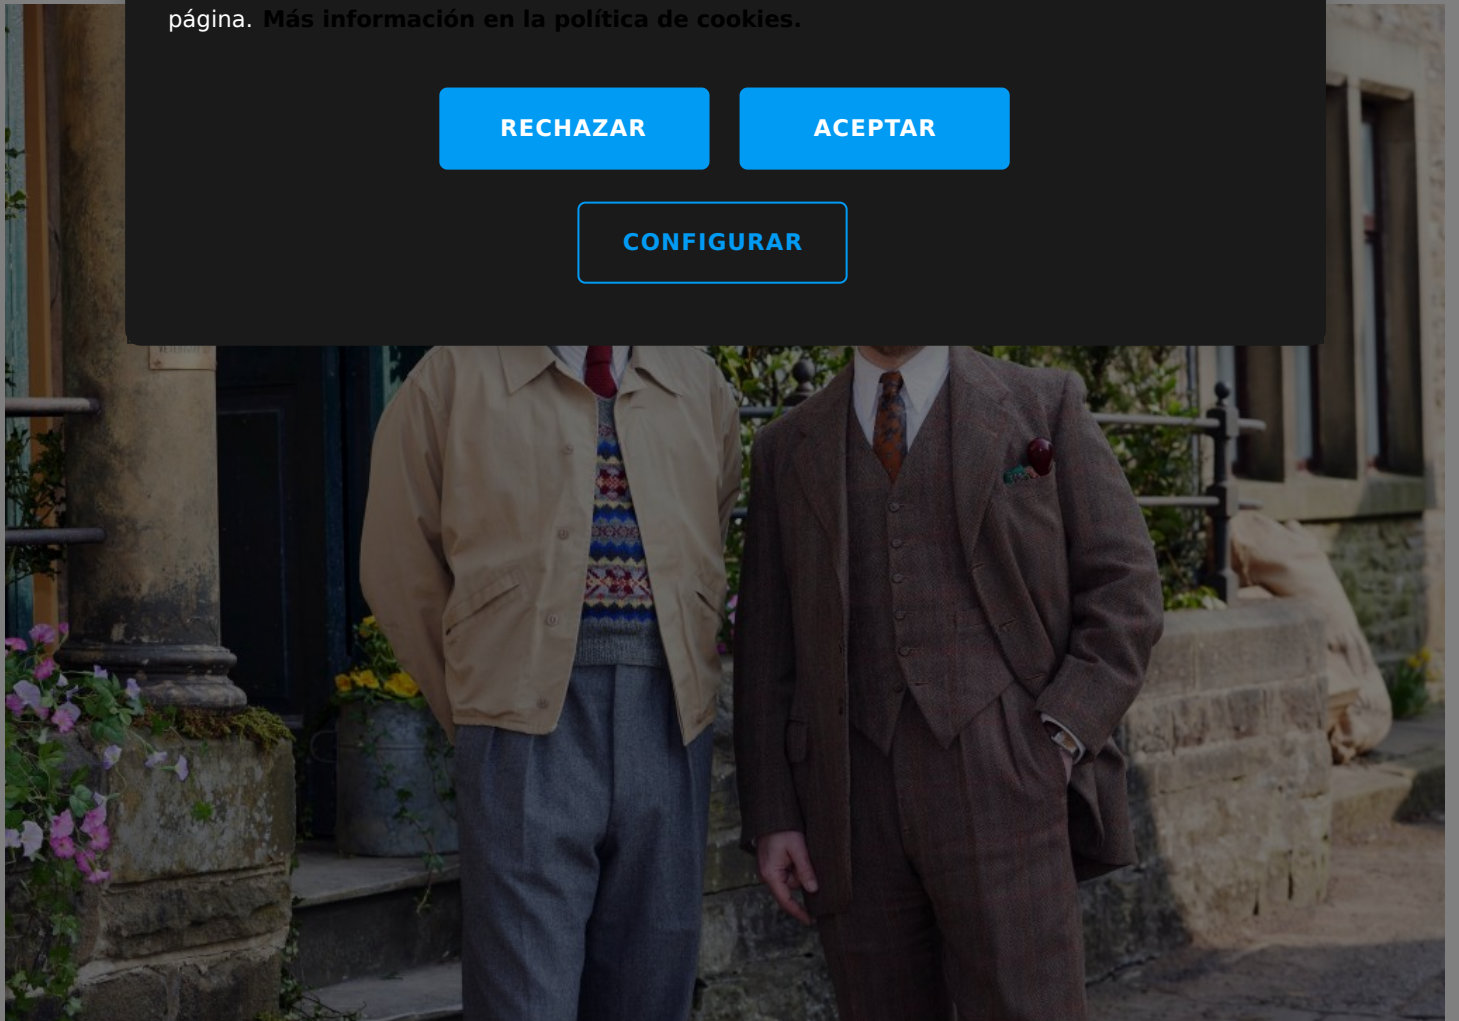 página. Más información en la política de cookies.
RECHAZAR
ACEPTAR
CONFIGURAR